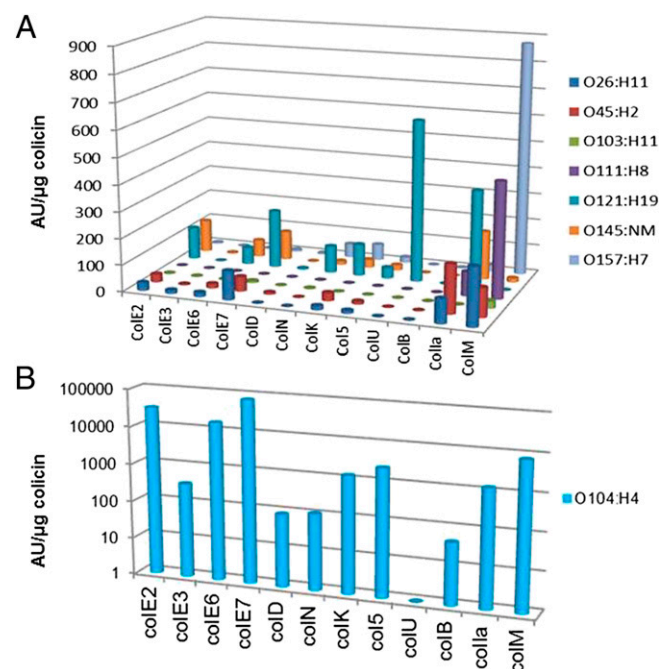 A
AU/µg colicin
900
800
700
600
500
400
300
200
100
0
ColE2
ColE3
ColE6
ColE7
ColD
ColN
ColK
Col5
ColU
ColB
ColIa
ColM
O26:H11
O45:H2
O103:H11
O111:H8
O121:H19
O145:NM
O157:H7
B
AU/µg colicin
100000
10000
1000
100
10
1
colE2
colE3
colE6
colE7
colD
colN
colK
col5
colU
colB
colIa
colM
O104:H4